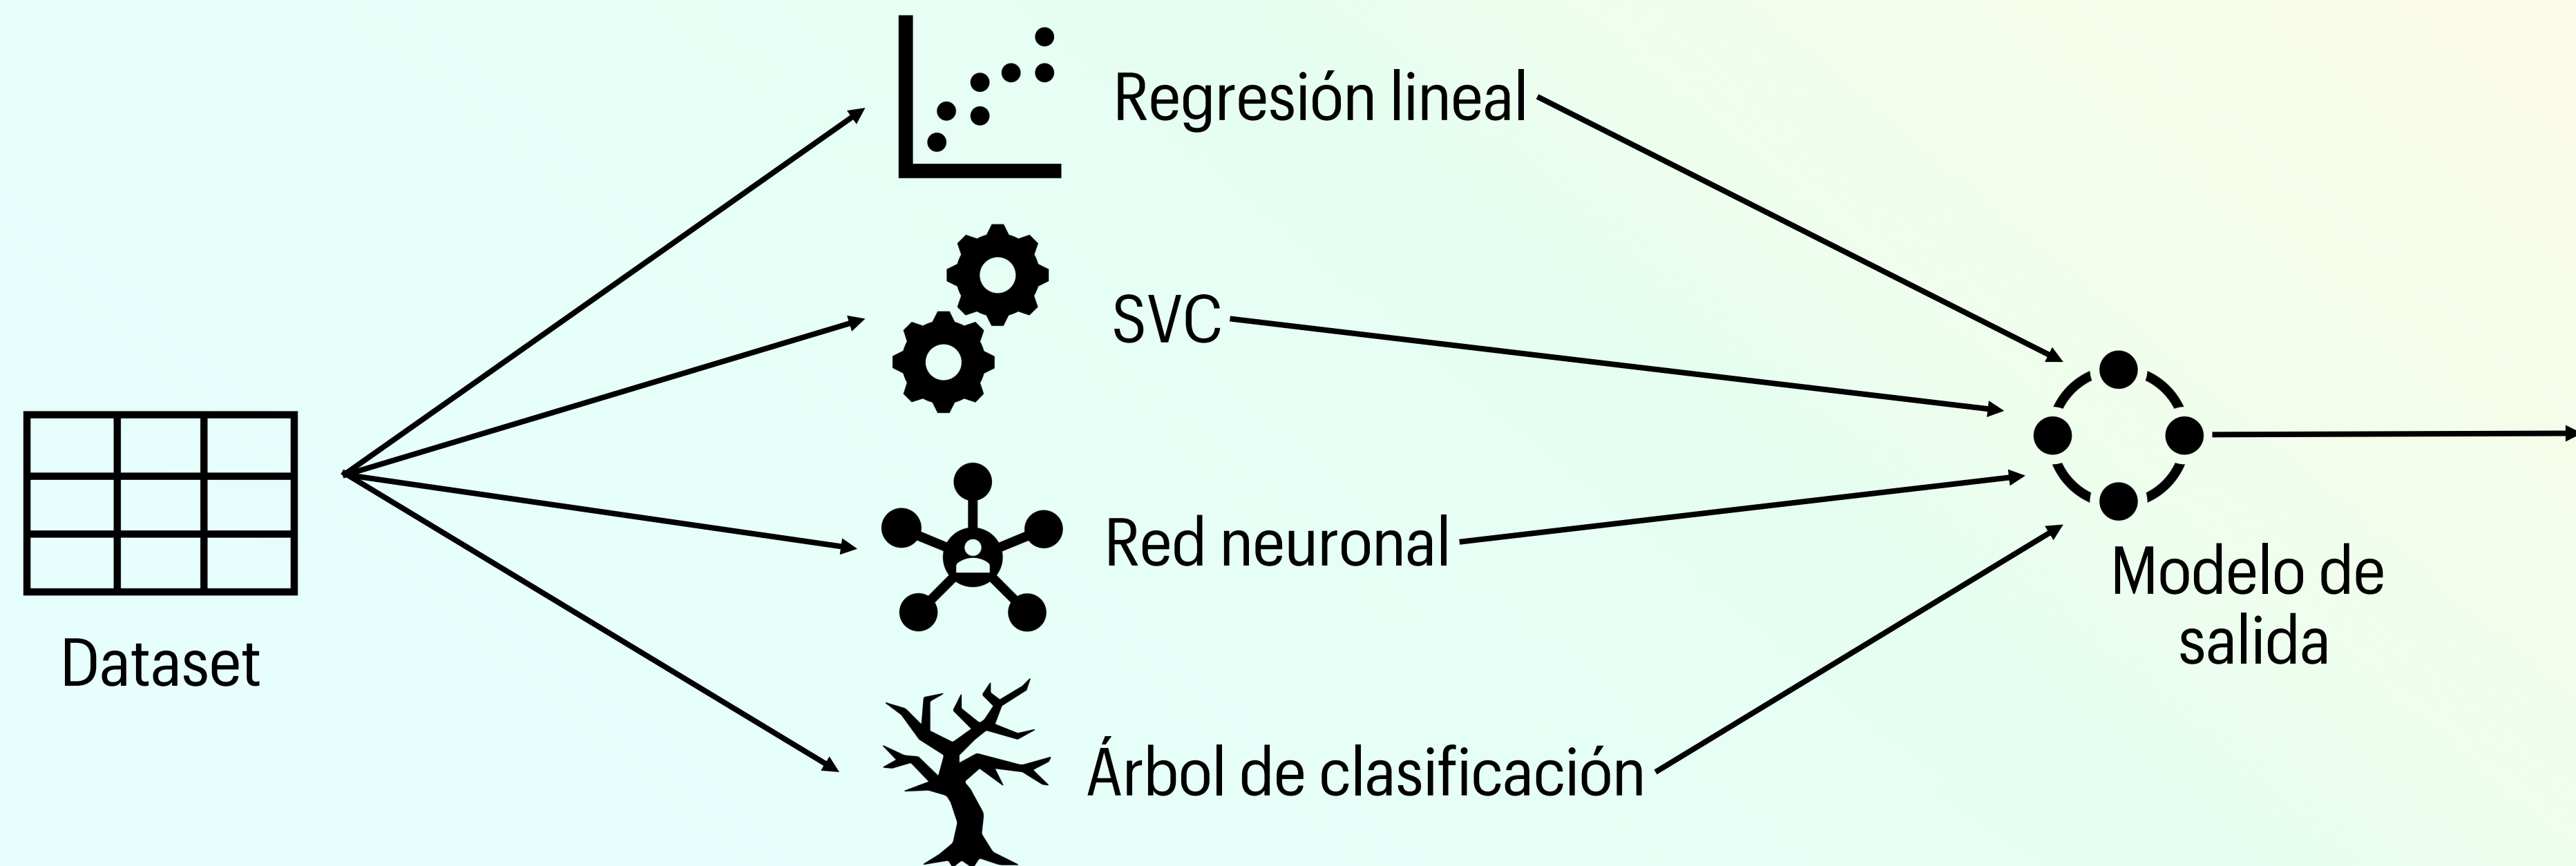 Regresión lineal
SVC
Red neuronal
Árbol de clasificación
Dataset
Modelo de
salida